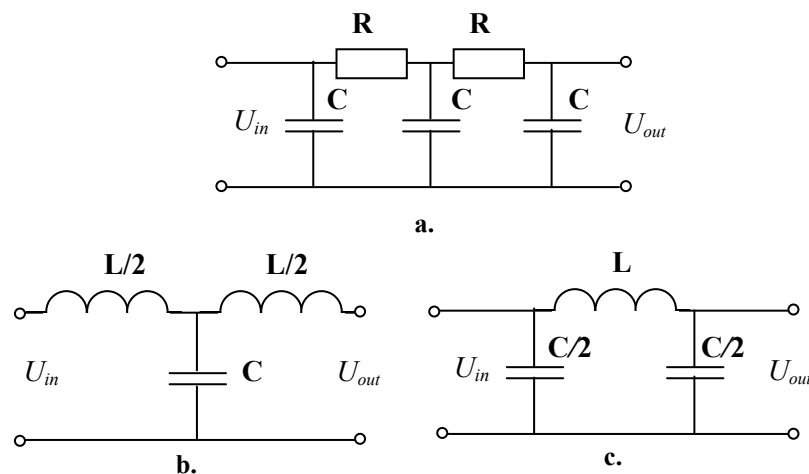 R R
C C C
U_in U_out
a.
L/2 L/2 L
C/2 C/2
U_in C U_out U_in U_out
b. c.